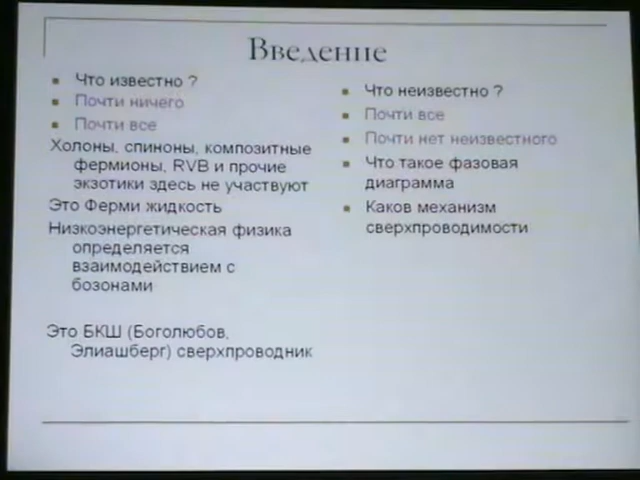 Введение
Что известно ?
Почти ничего
Почти все
Холоны, спиноны, композитные
фермионы, RVB и прочие
экзотики здесь не участвуют
Это Ферми жидкость
Низкоэнергетическая физика
определяется
взаимодействием с
бозонами
Это БКШ (Боголюбов,
Элиашберг) сверхпроводник
Что неизвестно ?
Почти все
Почти нет неизвестного
Что такое фазовая
диаграмма
Каков механизм
сверхпроводимости